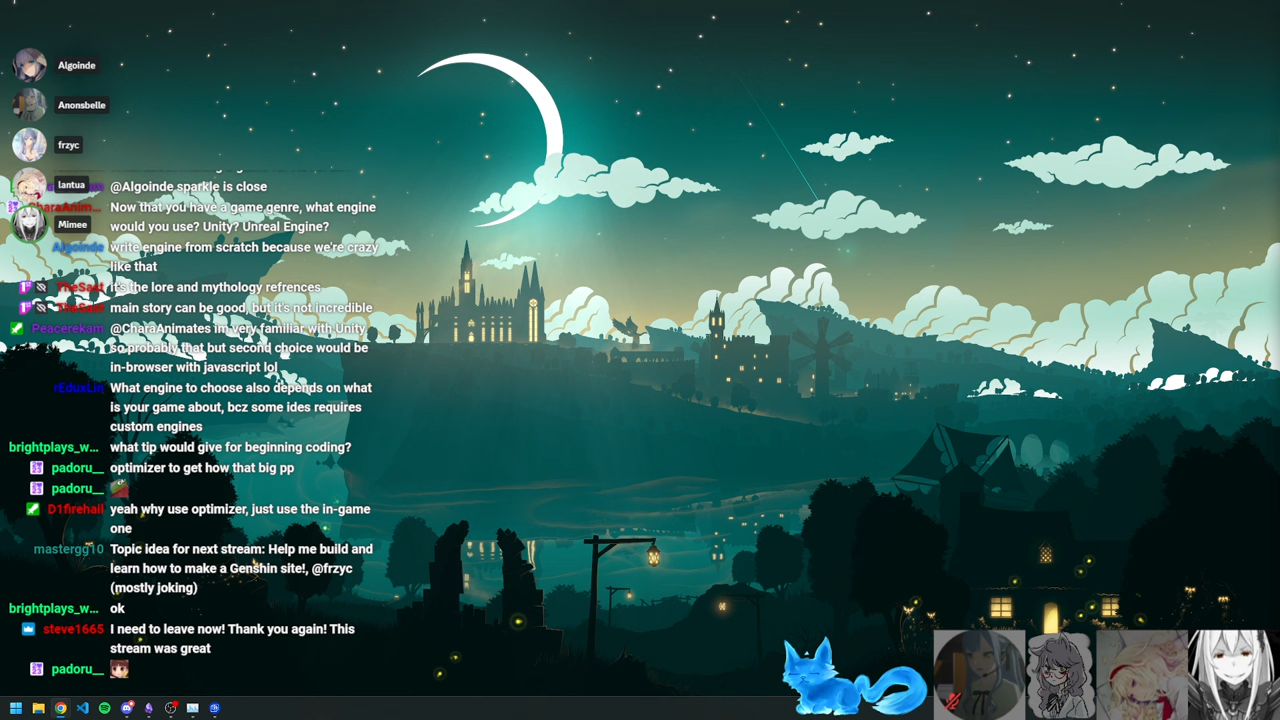 Algoinde
Anonsbelle
frzyc
lantua
@Algoinde sparkle is close
Mimee
CharaAnim... Now that you have a game genre, what engine
would you use? Unity? Unreal Engine?
Algoinde write engine from scratch because we're crazy
like that
TheSast it's the lore and mythology refrences
TheSast main story can be good, but it's not incredible
Peacerekam @CharaAnimates im very familiar with Unity
so probably that but second choice would be
in-browser with javascript lol
rEduxLin What engine to choose also depends on what
is your game about, bcz some ides requires
custom engines
brightplays_w... what tip would give for beginning coding?
padoru__ optimizer to get how that big pp
padoru__
D1firehail yeah why use optimizer, just use the in-game
one
mastergg10 Topic idea for next stream: Help me build and
learn how to make a Genshin site!, @frzyc
(mostly joking)
brightplays_w... ok
steve1665 I need to leave now! Thank you again! This
stream was great
padoru__